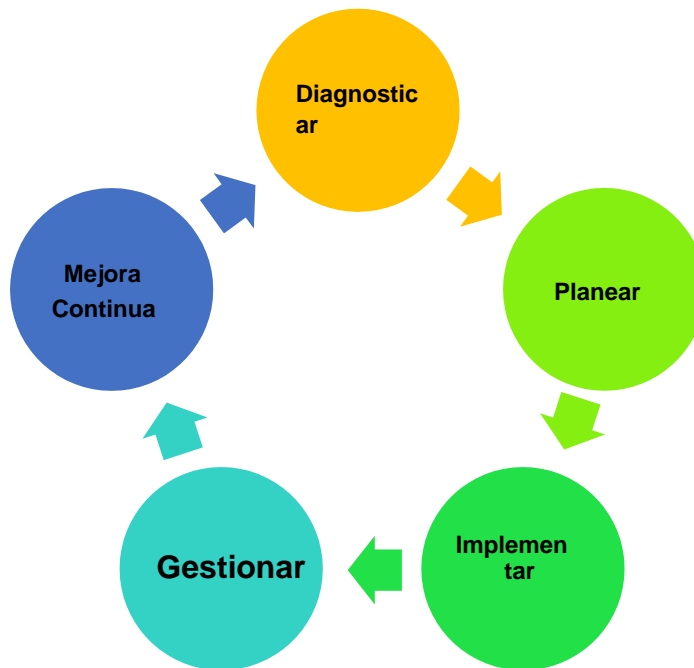 Diagnostic
ar
Planear
Implemen
tar
Gestionar
Mejora
Continua